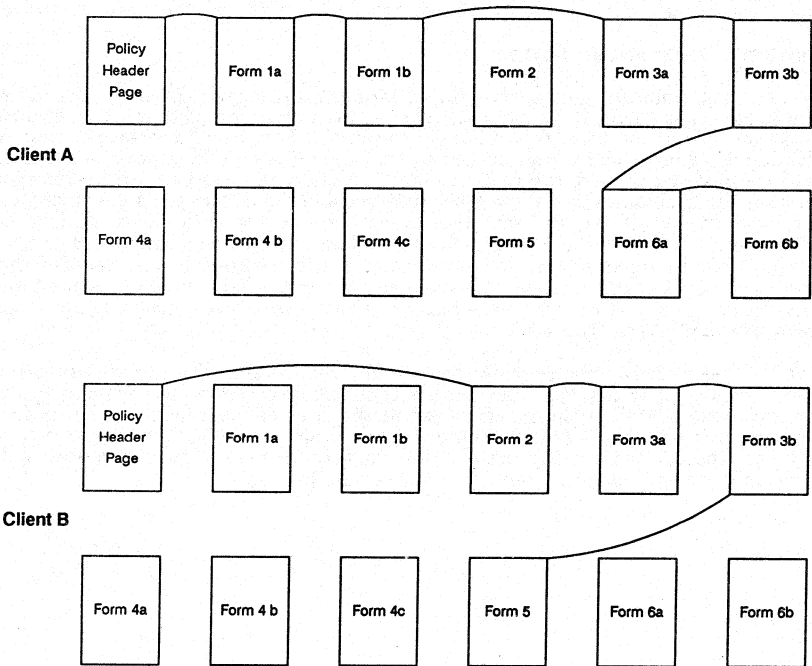 Policy
Header
Page
Form 1a
Form 1b
Form 2
Form 3a
Form 3b
Client A
Form 4a
Form 4 b
Form 4c
Form 5
Form 6a
Form 6b
Policy
Header
Page
Form 1a
Form 1b
Form 2
Form 3a
Form 3b
Client B
Form 4a
Form 4 b
Form 4c
Form 5
Form 6a
Form 6b